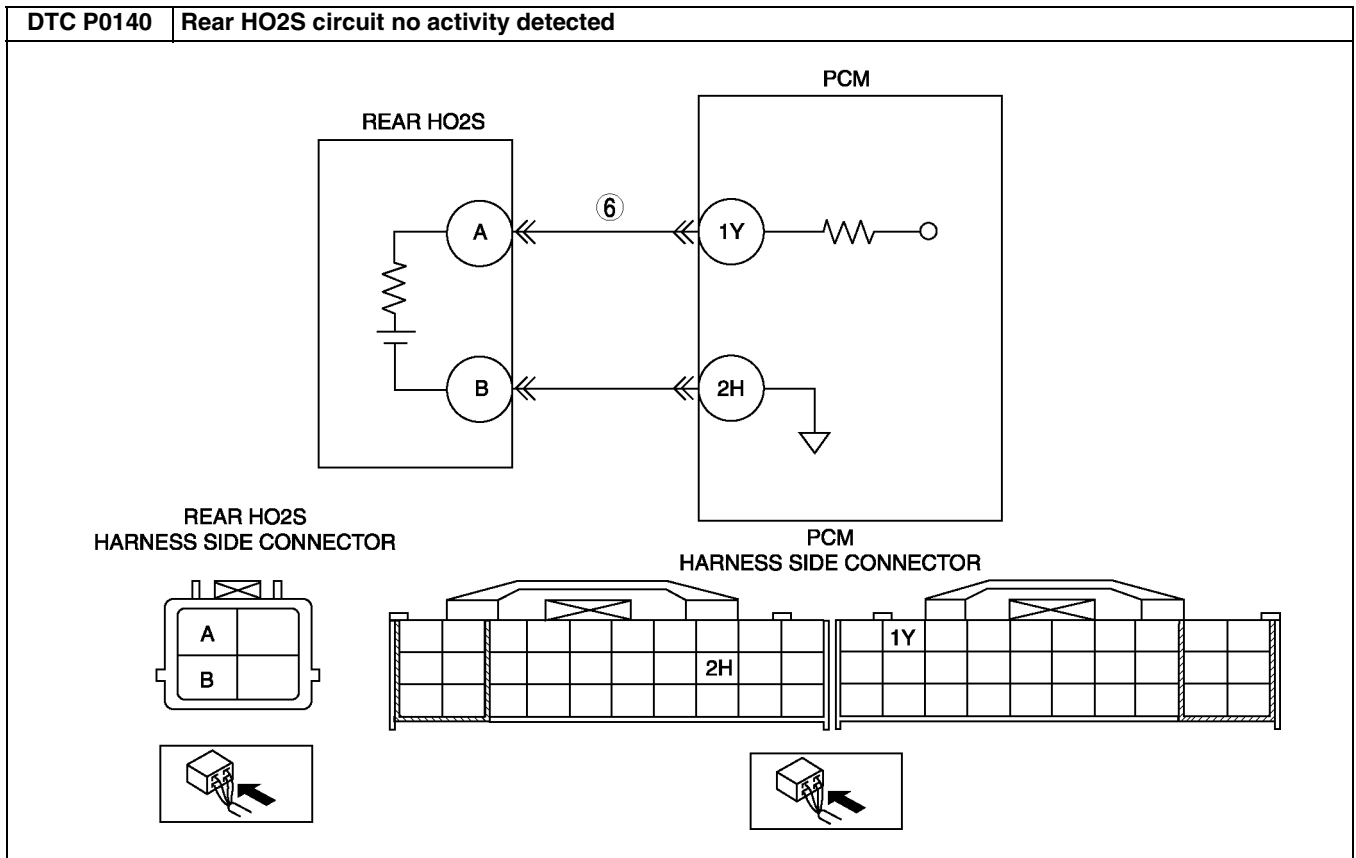 DTC P0140 Rear HO2S circuit no activity detected
PCM
REAR HO2S
A
6
1Y
B
2H
REAR HO2S
HARNESS SIDE CONNECTOR
A
B
PCM
HARNESS SIDE CONNECTOR
2H
1Y